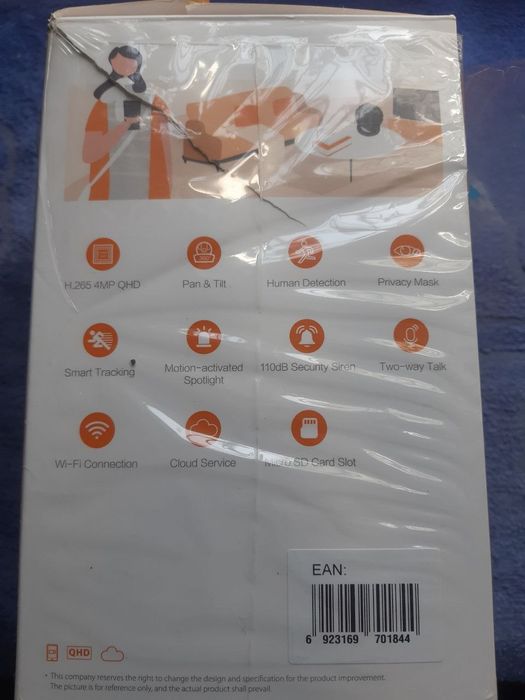 H.265 4MP QHD
Pan & Tilt
Human Detection
Privacy Mask
Smart Tracking
Motion-activated
Spotlight
110dB Security Siren
Two-way Talk
Wi-Fi Connection
Cloud Service
Micro SD Card Slot
EAN:
6 923169 701844
QHD
• This company reserves the right to change the design and specification for the product improvement.
The picture is for reference only, and the actual product shall prevail.